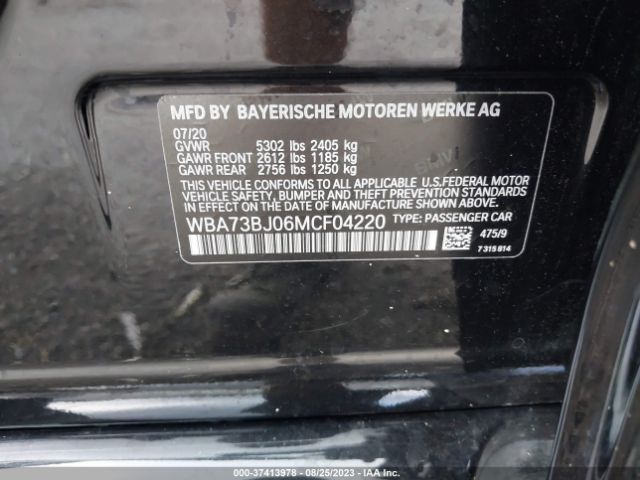 MFD BY BAYERISCHE MOTOREN WERKE AG
07/20
GVWR 5302 lbs 2405 kg
GAWR FRONT 2612 lbs 1185 kg
GAWR REAR 2756 lbs 1250 kg
THIS VEHICLE CONFORMS TO ALL APPLICABLE U.S.FEDERAL MOTOR
VEHICLE SAFETY, BUMPER AND THEFT PREVENTION STANDARDS
IN EFFECT ON THE DATE OF MANUFACTURE SHOWN ABOVE.
WBA73BJ06MCF04220 TYPE: PASSENGER CAR
475/9
7 315 814
000-37413978 - 08/25/2023 - IAA Inc.